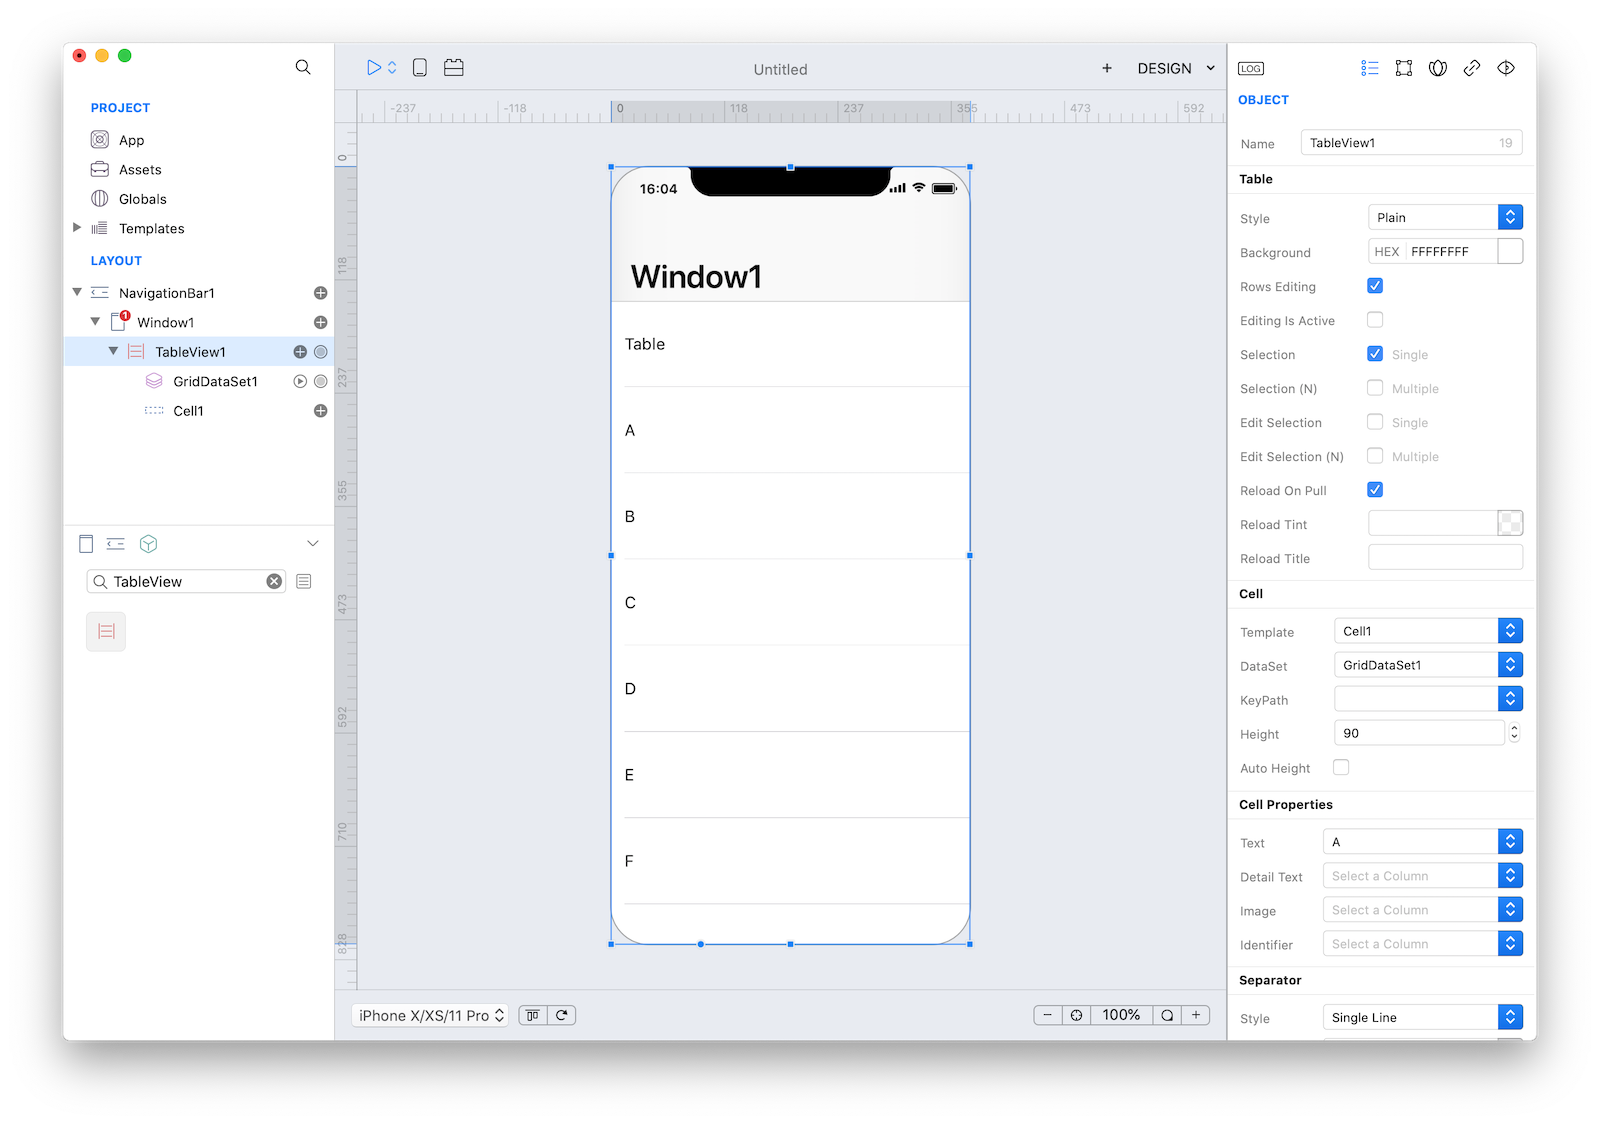 PROJECT
App
Assets
Globals
Templates
LAYOUT
NavigationBar1
1
Window1
TableView1
GridDataSet1
Cell1
TableView
Untitled
DESIGN
-237
-118
0
118
237
355
473
592
0
118
237
355
473
592
710
828
16:04
Window1
Table
A
B
C
D
E
F
iPhone X/XS/11 Pro
100%
LOG
OBJECT
Name TableView1 19
Table
Style Plain
Background HEX FFFFFFFF
Rows Editing
Editing Is Active
Selection Single
Selection (N) Multiple
Edit Selection Single
Edit Selection (N) Multiple
Reload On Pull
Reload Tint
Reload Title
Cell
Template Cell1
DataSet GridDataSet1
KeyPath
Height 90
Auto Height
Cell Properties
Text A
Detail Text Select a Column
Image Select a Column
Identifier Select a Column
Separator
Style Single Line